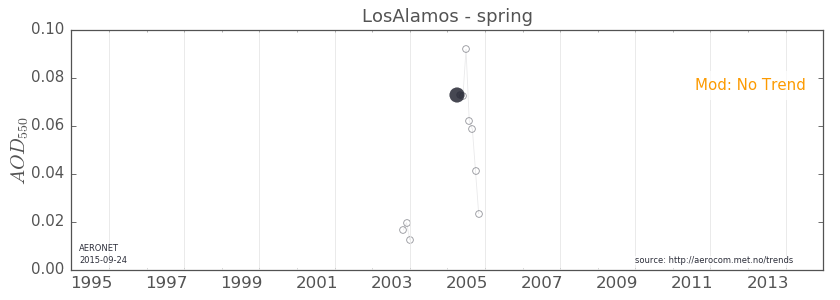 LosAlamos - spring
0.10
0.08
0.06
0.04
0.02
0.00
AOD550
Mod: No Trend
AERONET
2015-09-24
source: http://aerocom.met.no/trends
1995 1997 1999 2001 2003 2005 2007 2009 2011 2013